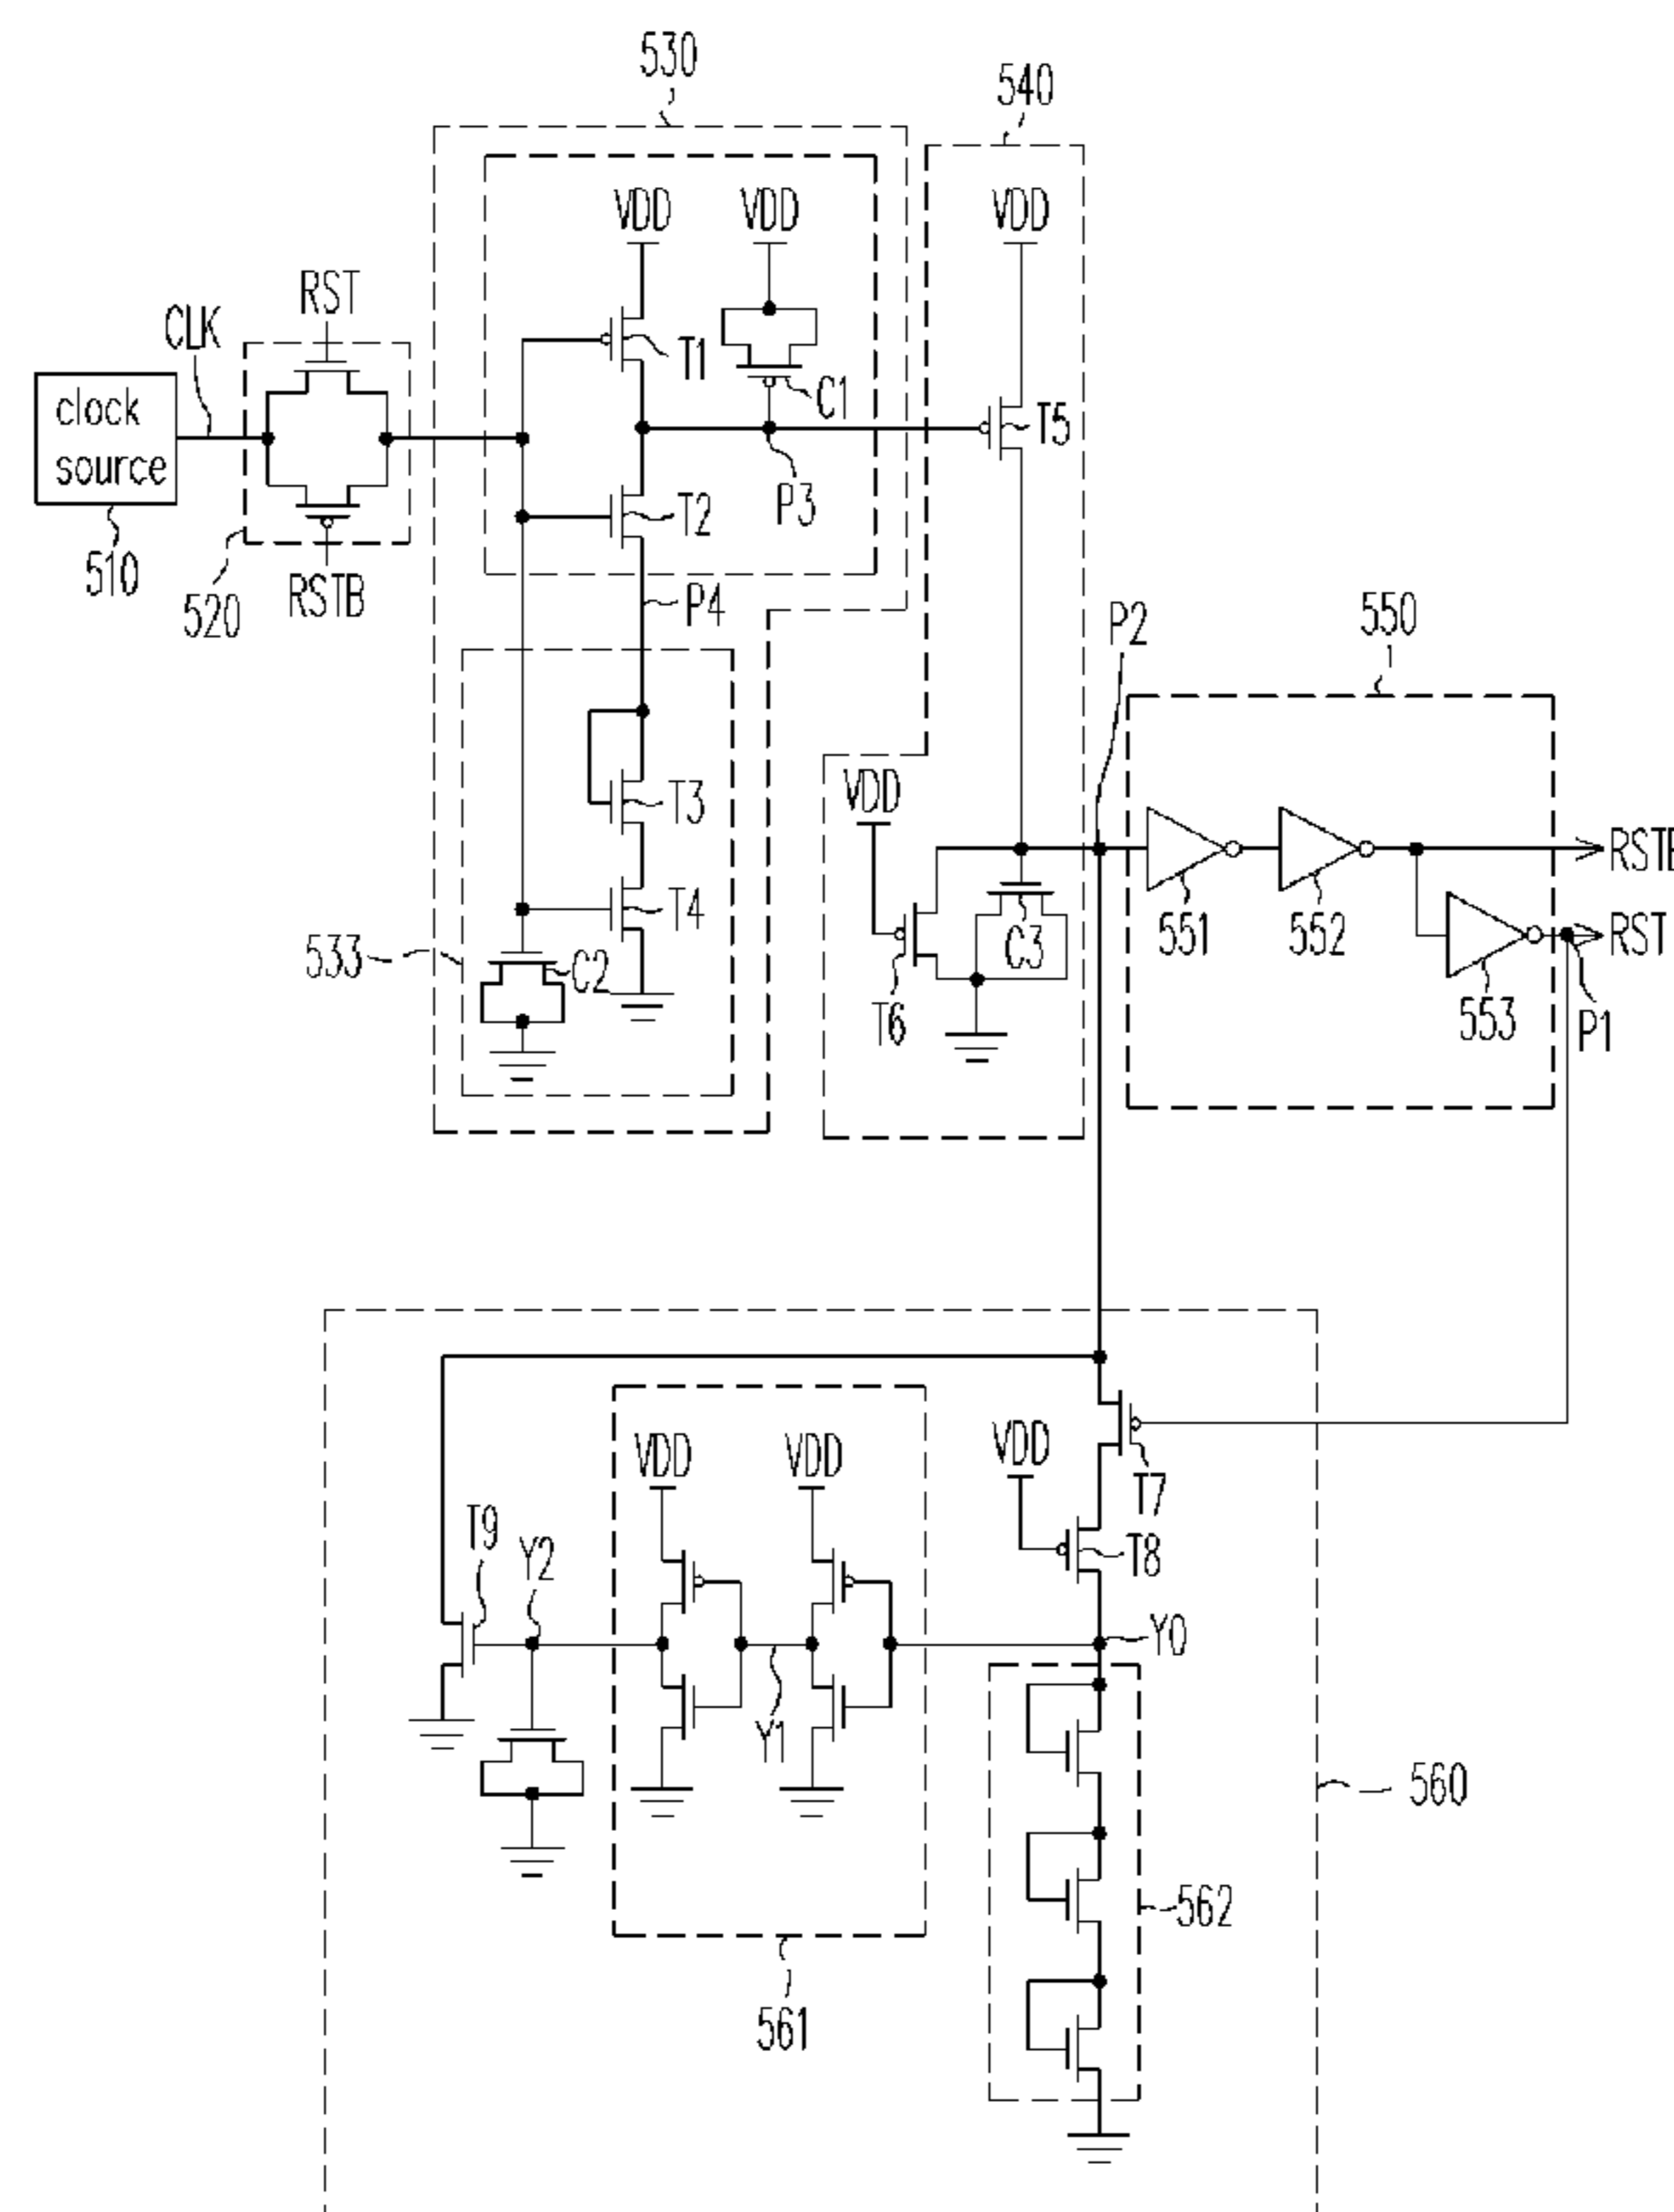 530
540
VDD
VDD
VDD
RST
CLK
T1
C1
T5
clock
source
T2
P3
510
520
RSTB
P4
P2
550
VDD
T3
T4
551
552
RST
533
C2
T6
C3
553
P1
VDD
VDD
VDD
T7
T9
Y2
T8
Y0
Y1
560
562
561